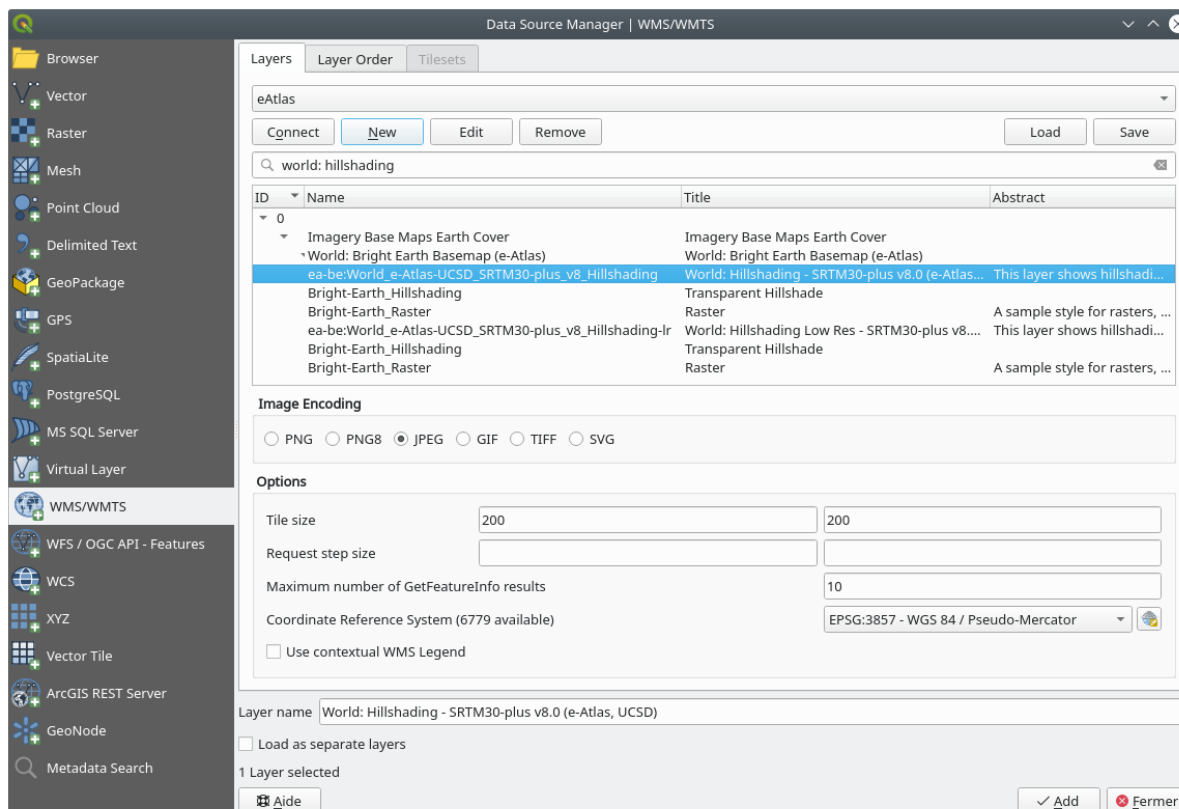 Data Source Manager | WMS/WMTS
Browser
Vector
Raster
Mesh
Point Cloud
Delimited Text
GeoPackage
GPS
SpatiaLite
PostgreSQL
MS SQL Server
Virtual Layer
WMS/WMTS
WFS / OGC API - Features
WCS
XYZ
Vector Tile
ArcGIS REST Server
GeoNode
Metadata Search
Layers Layer Order Tilesets
eAtlas
Connect New Edit Remove Load Save
world: hillshading
ID Name Title Abstract
0
Imagery Base Maps Earth Cover Imagery Base Maps Earth Cover
World: Bright Earth Basemap (e-Atlas) World: Bright Earth Basemap (e-Atlas)
ea-be:World_e-Atlas-UCSD_SRTM30-plus_v8_Hillshading World: Hillshading - SRTM30-plus v8.0 (e-Atlas... This layer shows hillshadi...
Bright-Earth_Hillshading Transparent Hillshade
Bright-Earth_Raster Raster A sample style for rasters, ...
ea-be:World_e-Atlas-UCSD_SRTM30-plus_v8_Hillshading-lr World: Hillshading Low Res - SRTM30-plus v8.... This layer shows hillshadi...
Bright-Earth_Hillshading Transparent Hillshade
Bright-Earth_Raster Raster A sample style for rasters, ...
Image Encoding
PNG PNG8 JPEG GIF TIFF SVG
Options
Tile size 200 200
Request step size
Maximum number of GetFeatureInfo results 10
Coordinate Reference System (6779 available) EPSG:3857 - WGS 84 / Pseudo-Mercator
Use contextual WMS Legend
Layer name World: Hillshading - SRTM30-plus v8.0 (e-Atlas, UCSD)
Load as separate layers
1 Layer selected
Aide Add Fermer